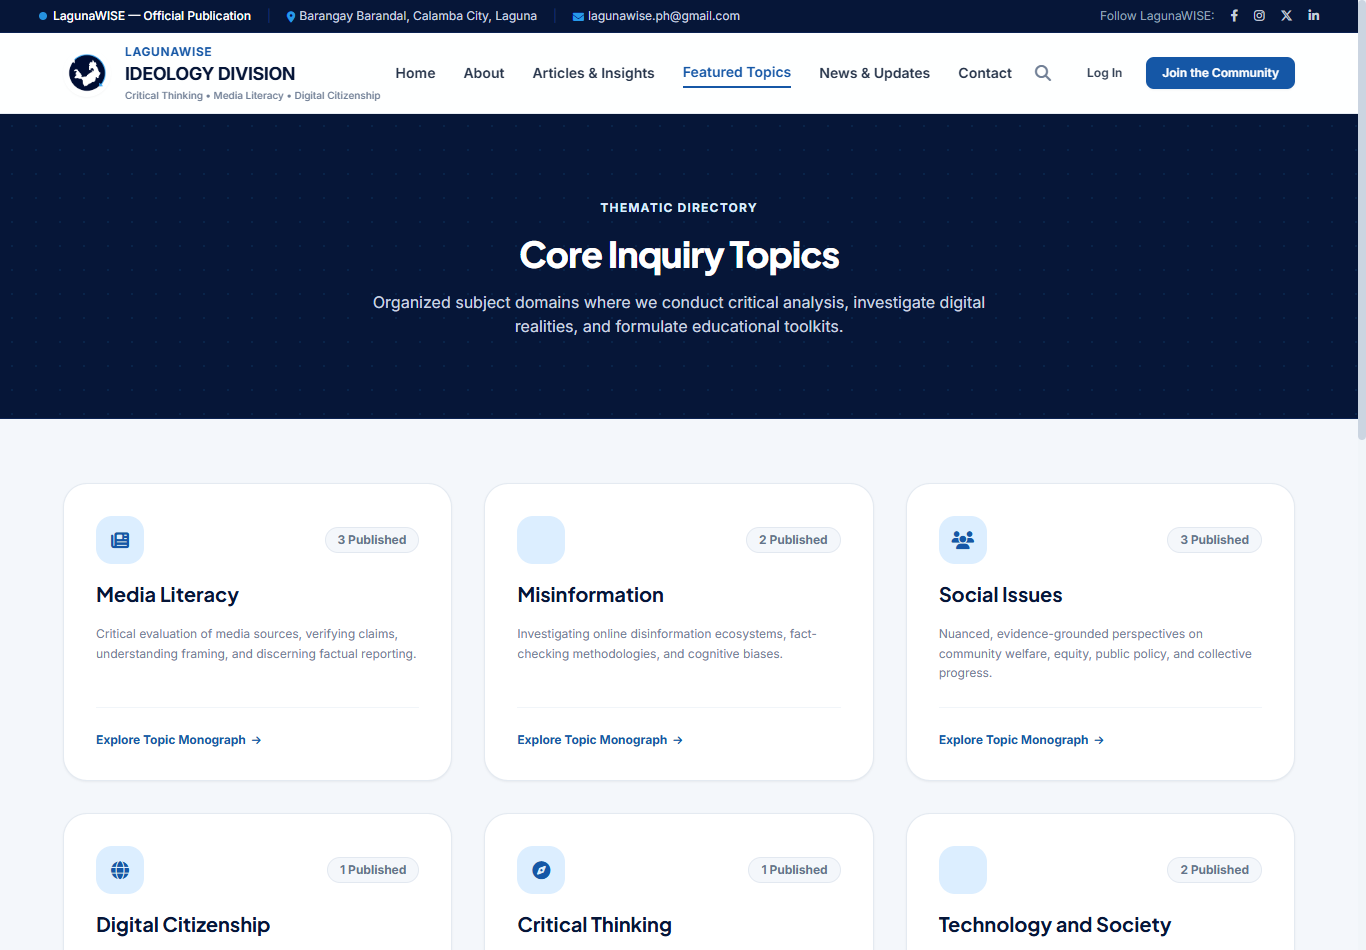 LagunaWISE — Official Publication
Barangay Barandal, Calamba City, Laguna
lagunawise.ph@gmail.com
Follow LagunaWISE:
LAGUNAWISE
IDEOLOGY DIVISION
Critical Thinking • Media Literacy • Digital Citizenship
Home
About
Articles & Insights
Featured Topics
News & Updates
Contact
Log In
Join the Community
THEMATIC DIRECTORY
Core Inquiry Topics
Organized subject domains where we conduct critical analysis, investigate digital
realities, and formulate educational toolkits.
3 Published
Media Literacy
Critical evaluation of media sources, verifying claims,
understanding framing, and discerning factual reporting.
Explore Topic Monograph →
2 Published
Misinformation
Investigating online disinformation ecosystems, fact-
checking methodologies, and cognitive biases.
Explore Topic Monograph →
3 Published
Social Issues
Nuanced, evidence-grounded perspectives on
community welfare, equity, public policy, and collective
progress.
Explore Topic Monograph →
1 Published
Digital Citizenship
1 Published
Critical Thinking
2 Published
Technology and Society